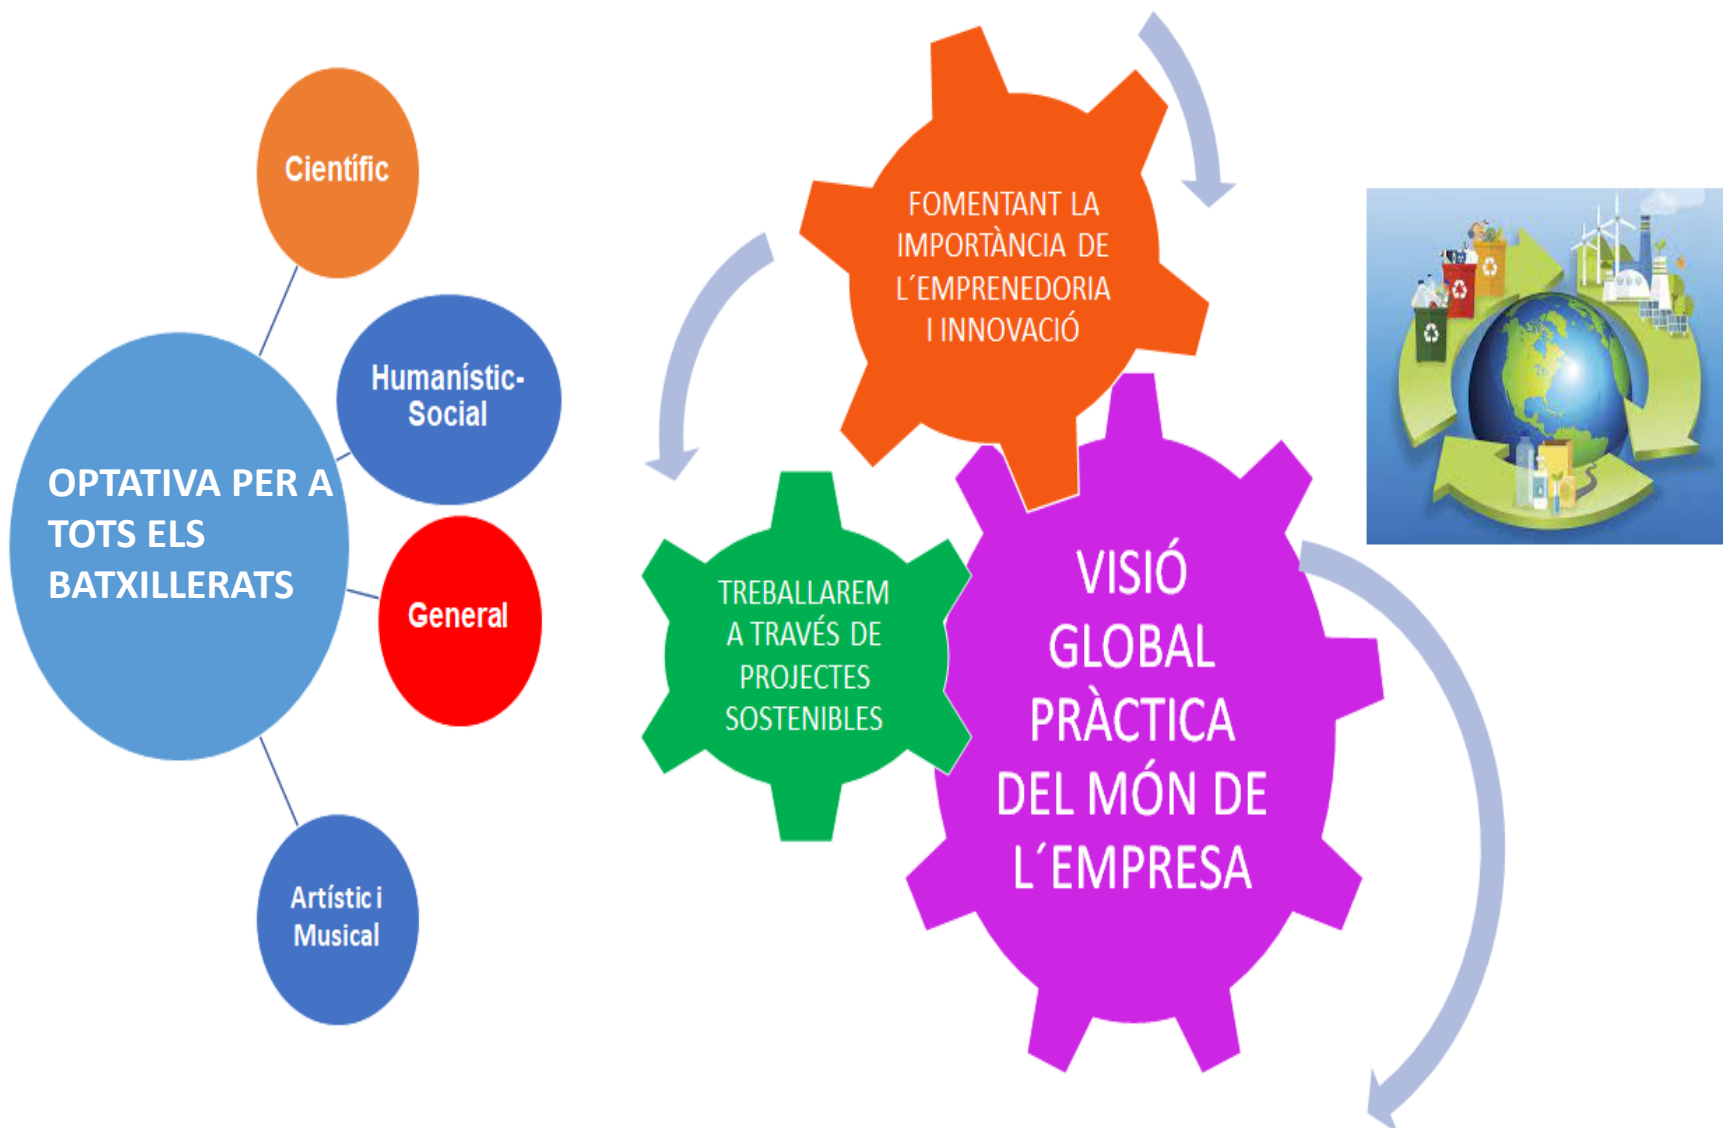 Científic
Humanístic-
Social
OPTATIVA PER A
TOTS ELS
BATXILLERATS
General
Artístic i
Musical
FOMENTANT LA
IMPORTÀNCIA DE
L´EMPRENEDORIA
I INNOVACIÓ
TREBALLAREM
A TRAVÉS DE
PROJECTES
SOSTENIBLES
VISIÓ
GLOBAL
PRÀCTICA
DEL MÓN DE
L´EMPRESA